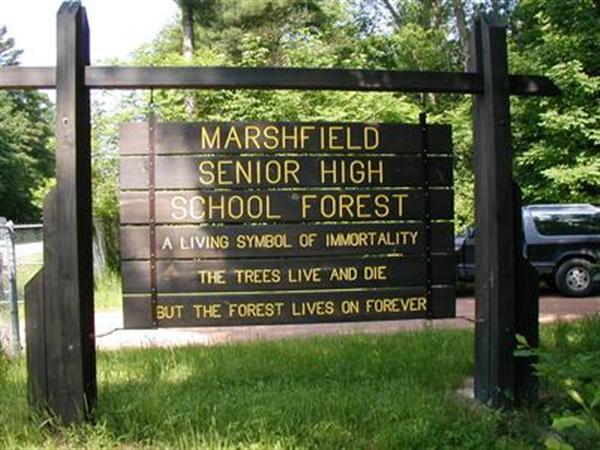 MARSHFIELD
SENIOR HIGH
SCHOOL FOREST
A LIVING SYMBOL OF IMMORTALITY
THE TREES LIVE AND DIE
BUT THE FOREST LIVES ON FOREVER